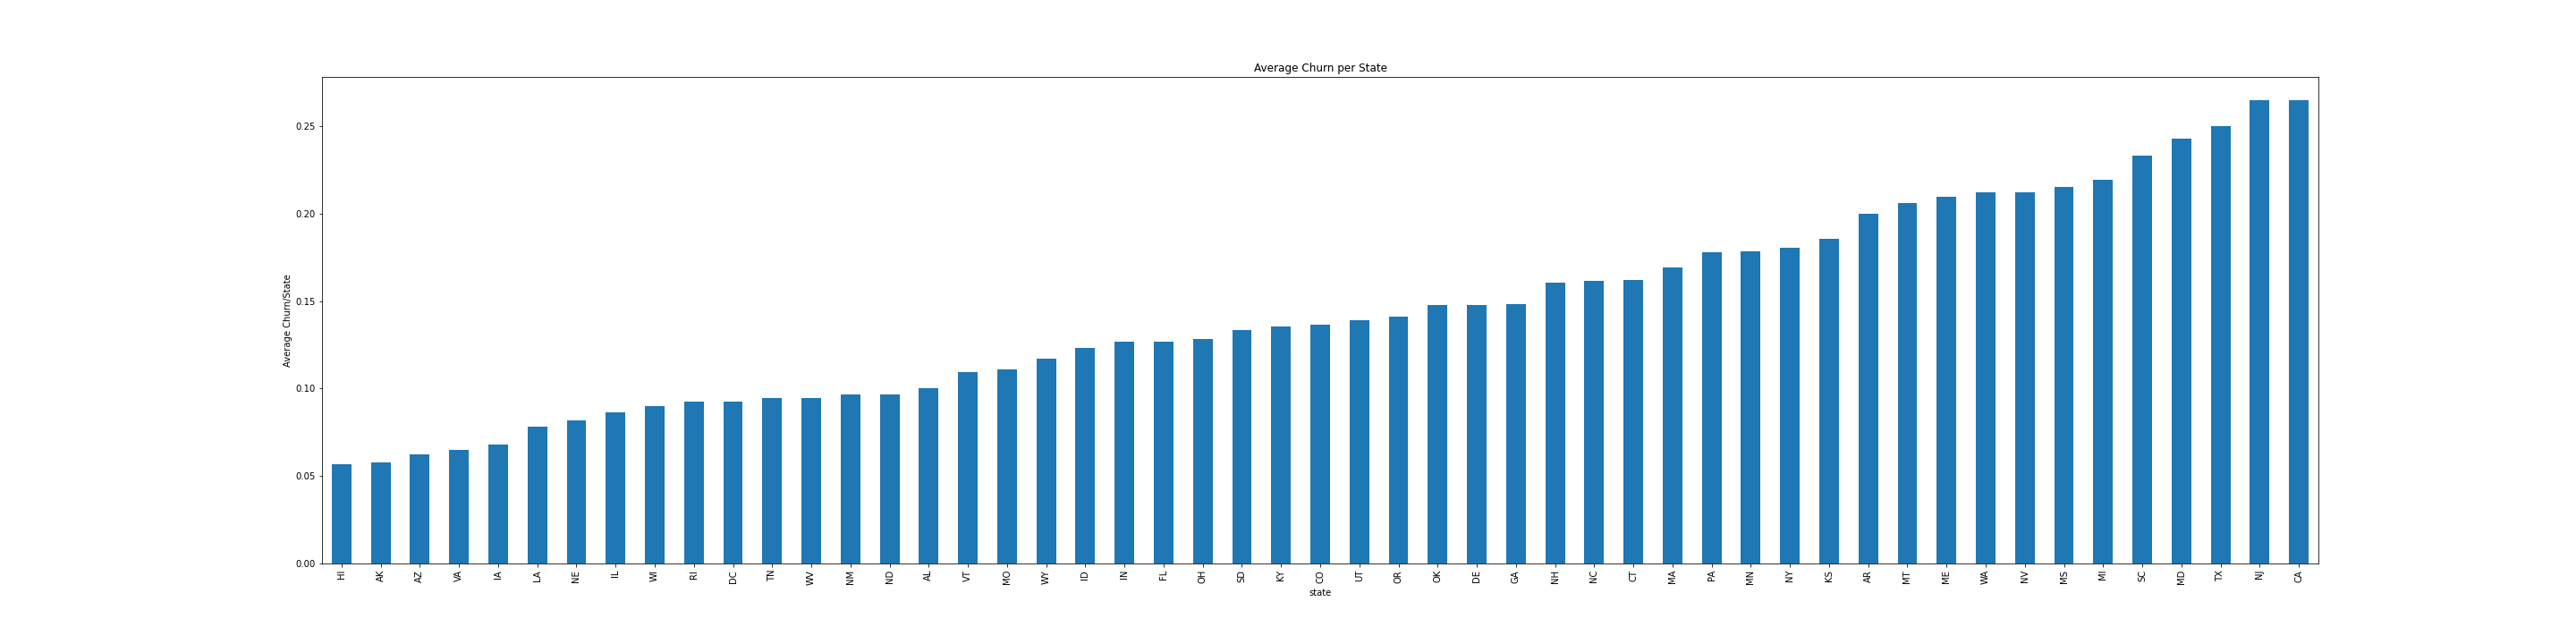 Average Churn per State
Average Churn/State
0.25
0.20
0.15
0.10
0.05
0.00
HI AK AZ VA IA LA NE IL WI RI DC TN WV NM ND AL VT MO WY ID IN FL OH SD KY CO UT OR OK DE GA NH NC CT MA PA MN NY KS AR MT ME WA NV MS MI SC MD TX NJ CA
state